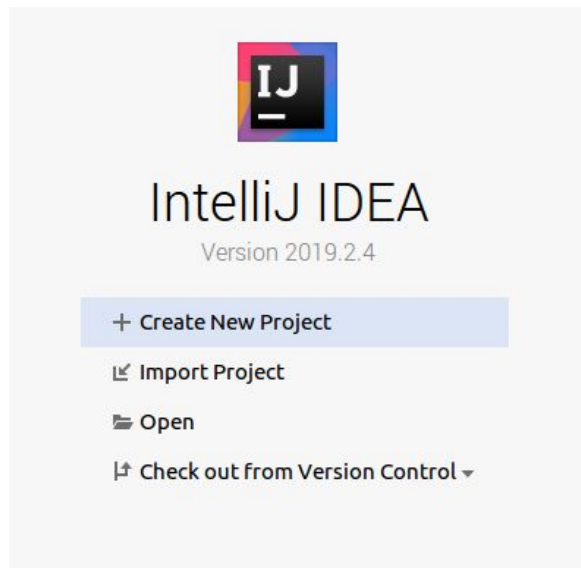 IJ
IntelliJ IDEA
Version 2019.2.4
Create New Project
Import Project
Open
Check out from Version Control